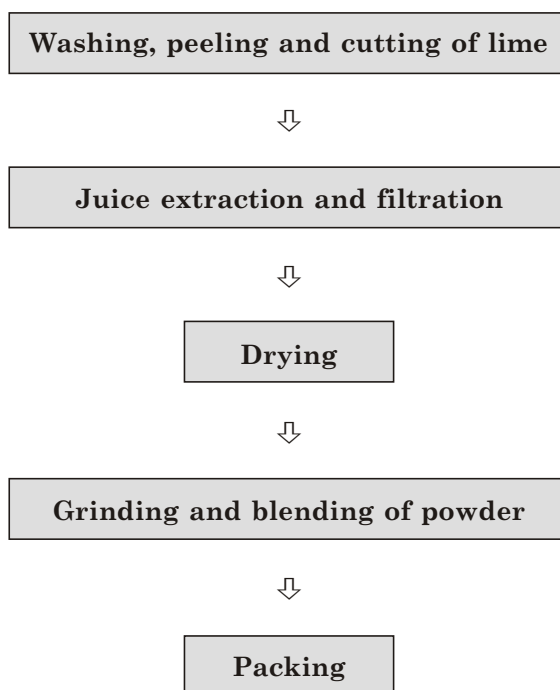 Washing, peeling and cutting of lime
Juice extraction and filtration
Drying
Grinding and blending of powder
Packing